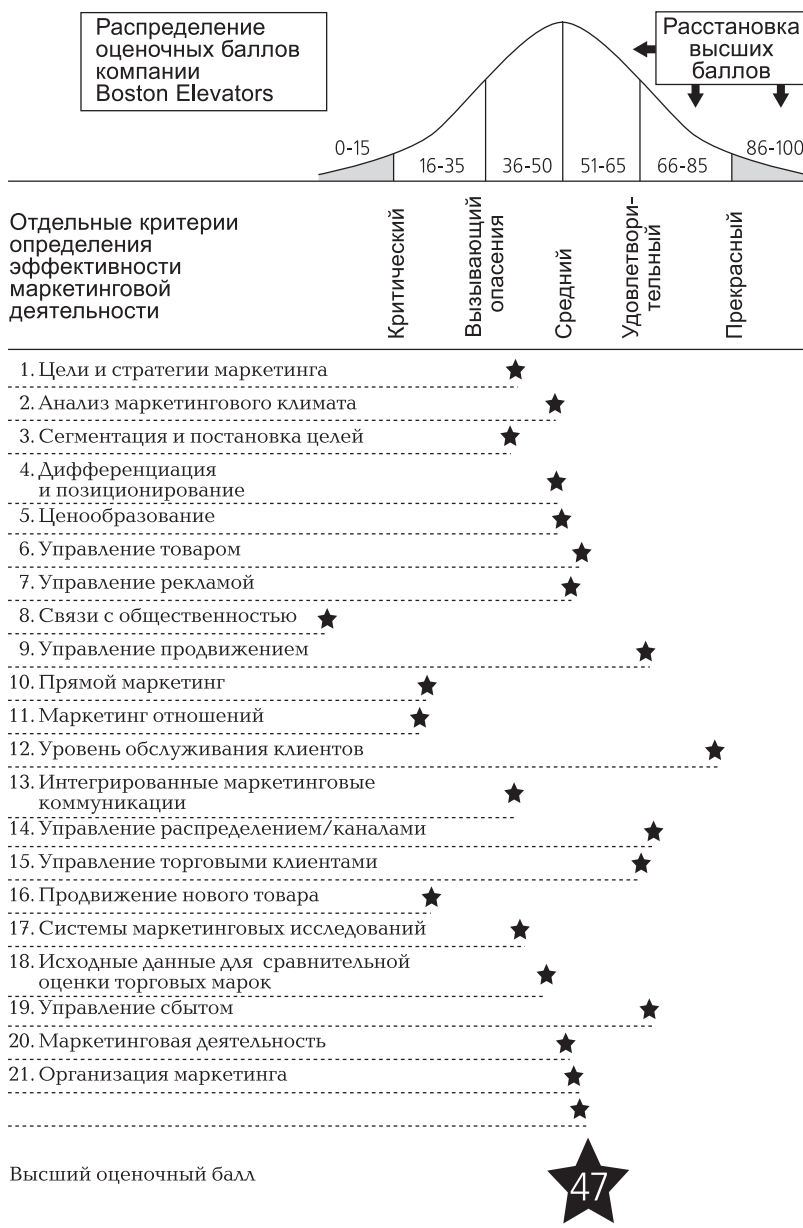 Распределение
оценочных баллов
компании
Boston Elevators
Расстановка
высших
баллов
0-15
16-35
36-50
51-65
66-85
86-100
Отдельные критерии
определения
эффективности
маркетинговой
деятельности
Критический
Вызывающий
опасения
Средний
Удовлетвори-
тельный
Прекрасный
1. Цели и стратегии маркетинга
2. Анализ маркетингового климата
3. Сегментация и постановка целей
4. Дифференциация
и позиционирование
5. Ценообразование
6. Управление товаром
7. Управление рекламой
8. Связи с общественностью
9. Управление продвижением
10. Прямой маркетинг
11. Маркетинг отношений
12. Уровень обслуживания клиентов
13. Интегрированные маркетинговые
коммуникации
14. Управление распределением/каналами
15. Управление торговыми клиентами
16. Продвижение нового товара
17. Системы маркетинговых исследований
18. Исходные данные для сравнительной
оценки торговых марок
19. Управление сбытом
20. Маркетинговая деятельность
21. Организация маркетинга
Высший оценочный балл
47